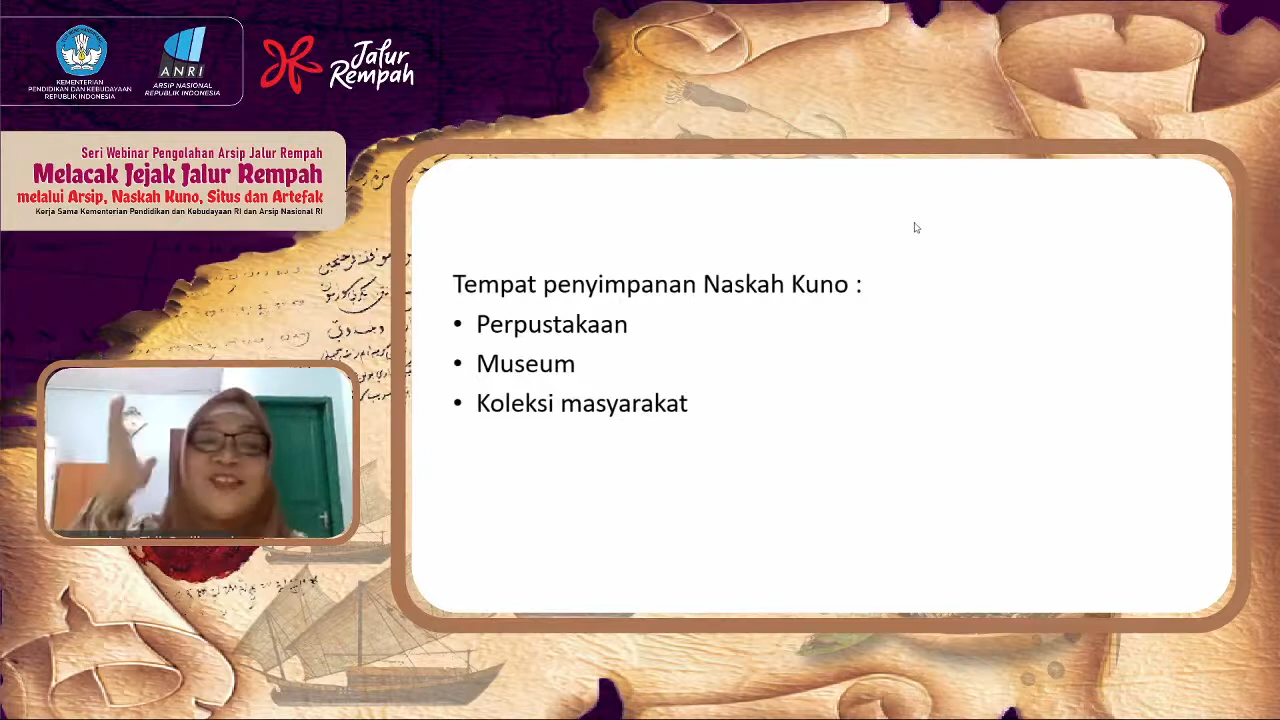 KEMENTERIAN
PENDIDIKAN DAN KEBUDAYAAN
REPUBLIK INDONESIA
ANRI
ARSIP NASIONAL
REPUBLIK INDONESIA
Jalur
Rempah
Seri Webinar Pengolahan Arsip Jalur Rempah
Melacak Jejak Jalur Rempah
melalui Arsip, Naskah Kuno, Situs dan Artefak
Kerja Sama Kementerian Pendidikan dan Kebudayaan RI dan Arsip Nasional RI
Tempat penyimpanan Naskah Kuno :
• Perpustakaan
• Museum
• Koleksi masyarakat